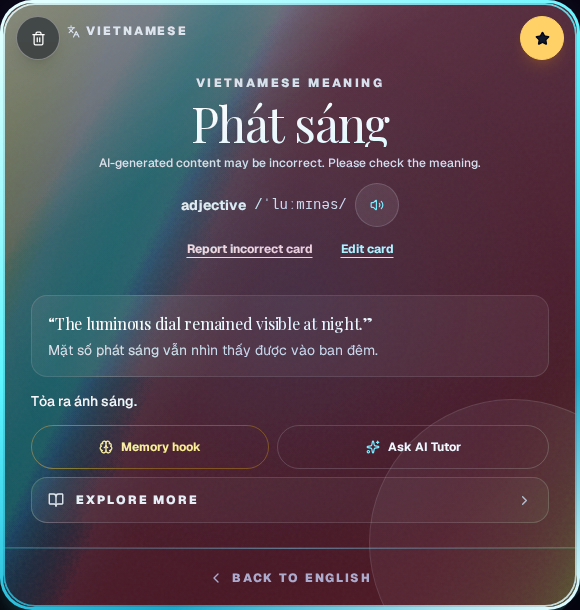 VIETNAMESE
VIETNAMESE MEANING
Phát sáng
AI-generated content may be incorrect. Please check the meaning.
adjective /ˈluːmɪnəs/
Report incorrect card Edit card
“The luminous dial remained visible at night.”
Mặt số phát sáng vẫn nhìn thấy được vào ban đêm.
Tỏa ra ánh sáng.
Memory hook Ask AI Tutor
EXPLORE MORE
BACK TO ENGLISH